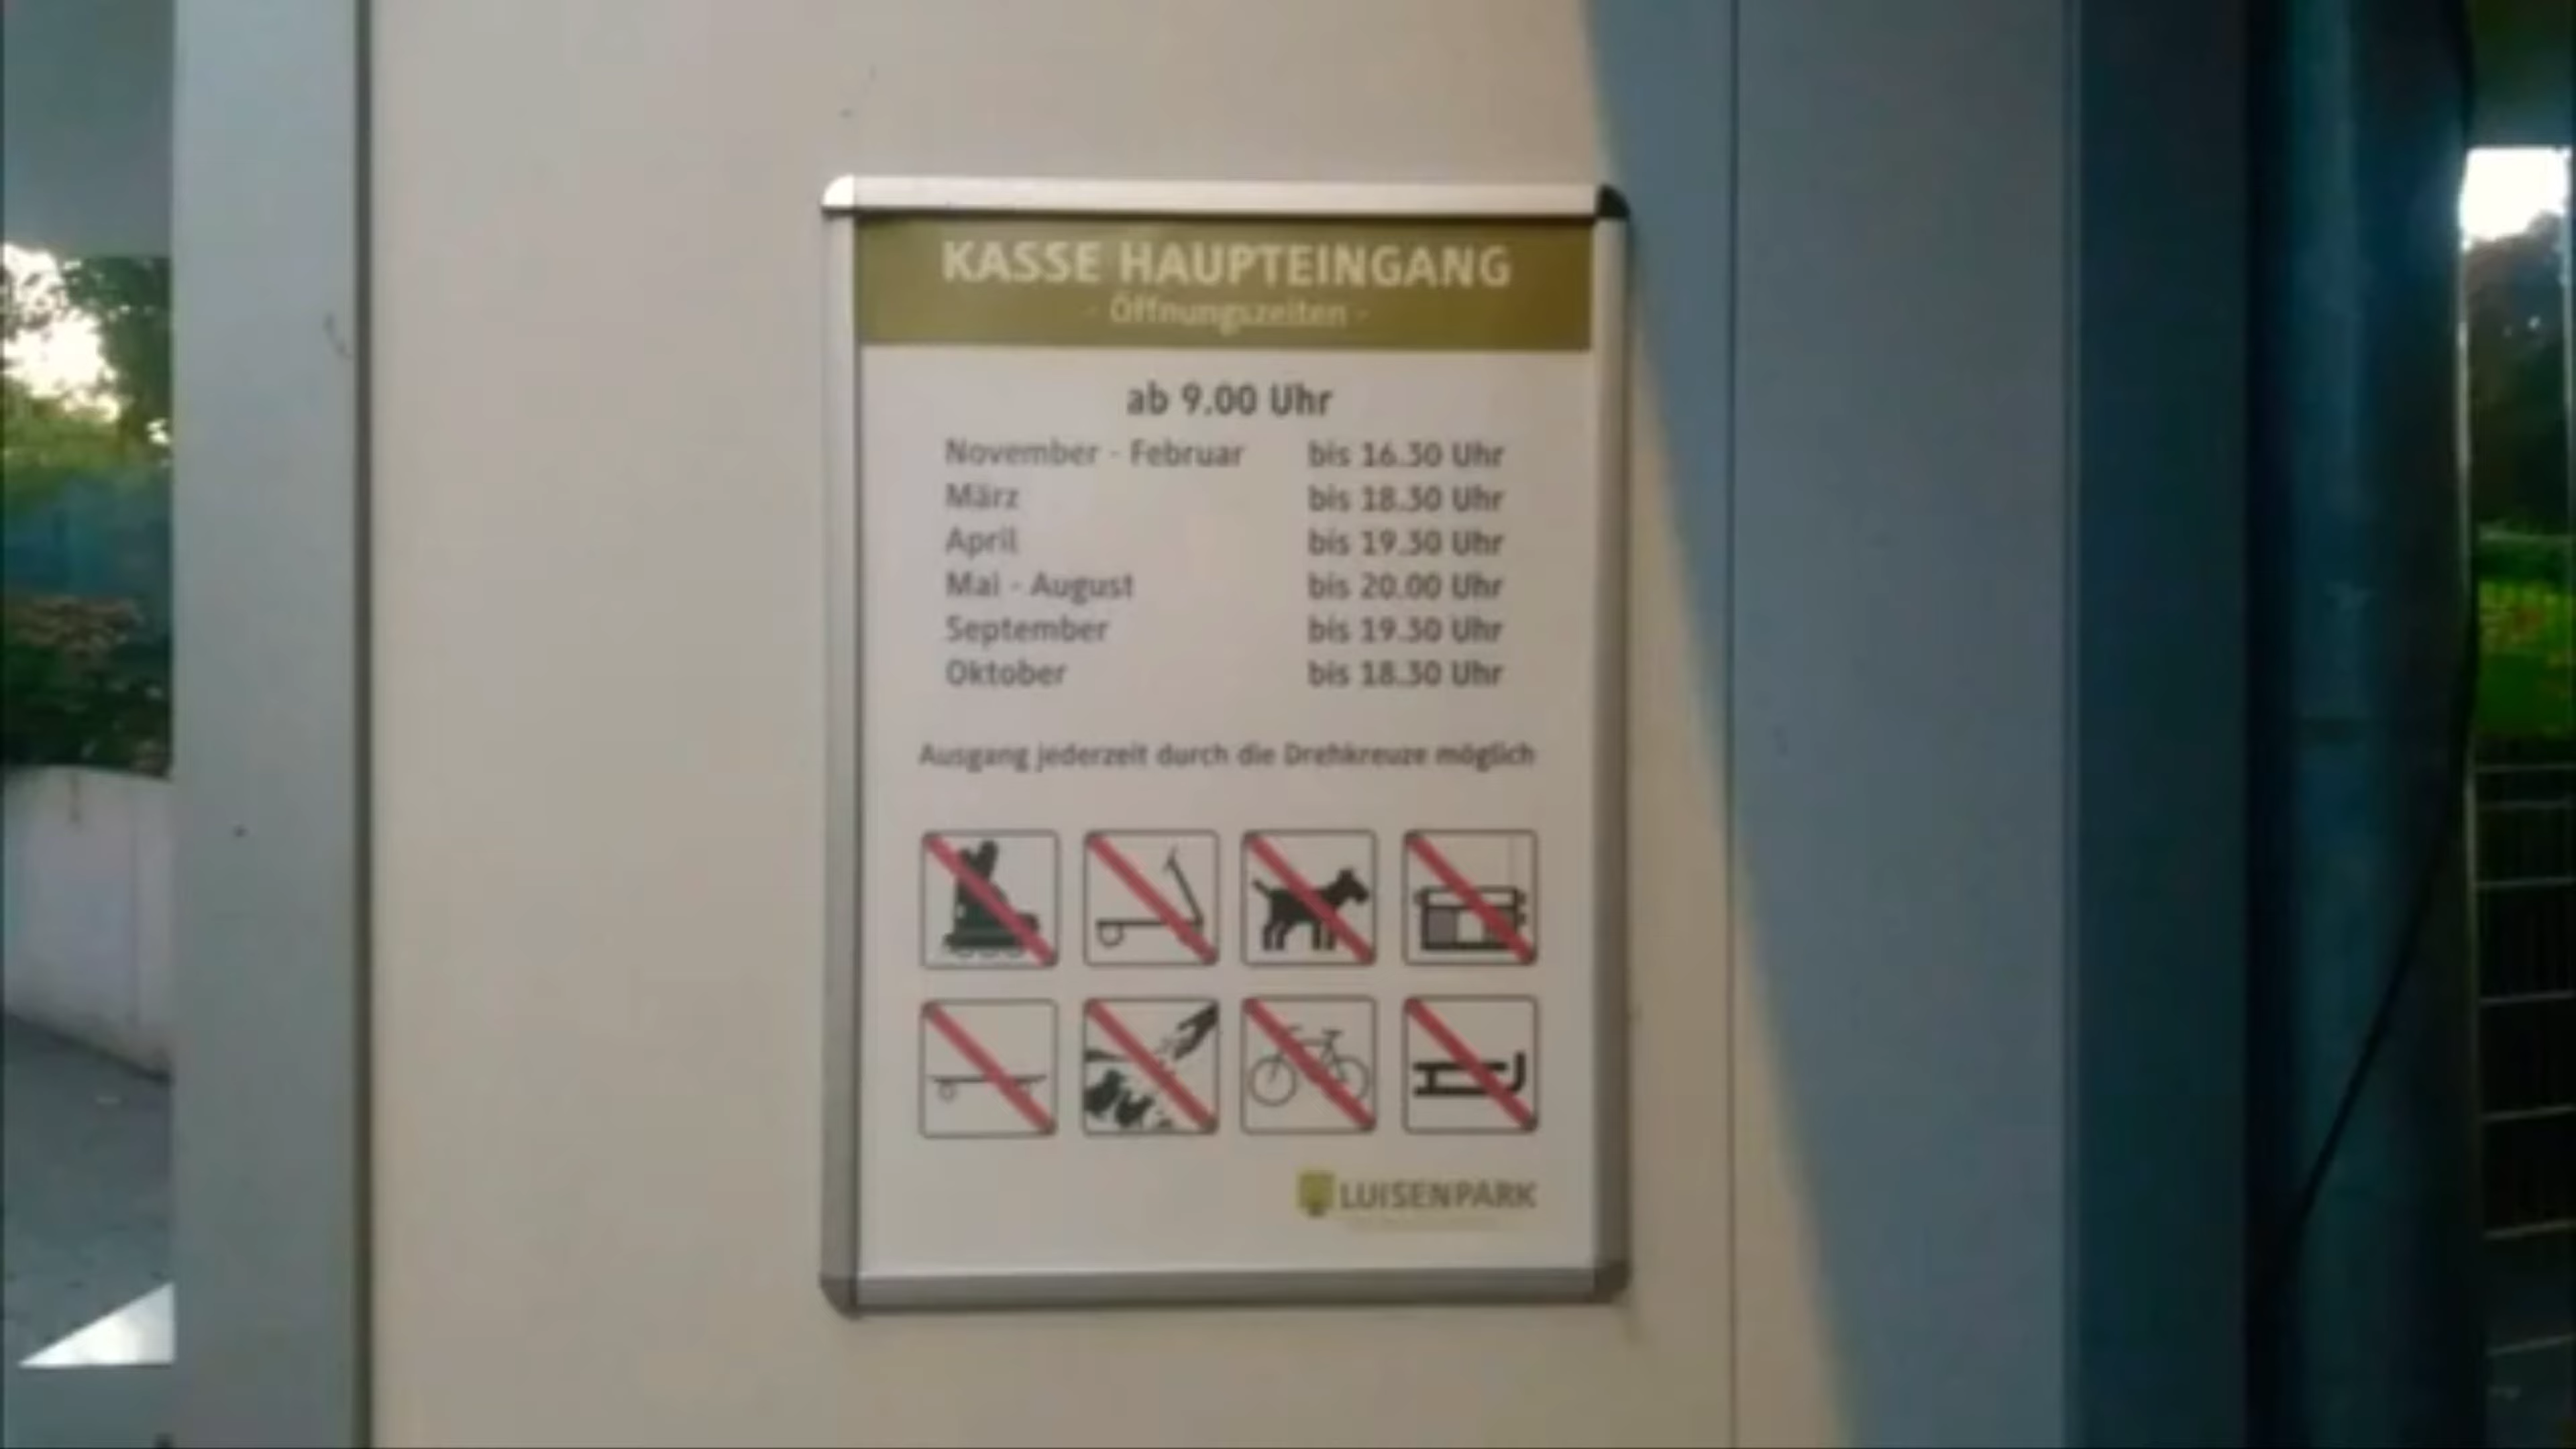 KASSE HAUPTEINGANG
- Öffnungszeiten -
ab 9.00 Uhr
November - Februar bis 16.30 Uhr
März bis 18.30 Uhr
April bis 19.30 Uhr
Mai - August bis 20.00 Uhr
September bis 19.30 Uhr
Oktober bis 18.30 Uhr
Ausgang jederzeit durch die Drehkreuze möglich
LUISENPARK